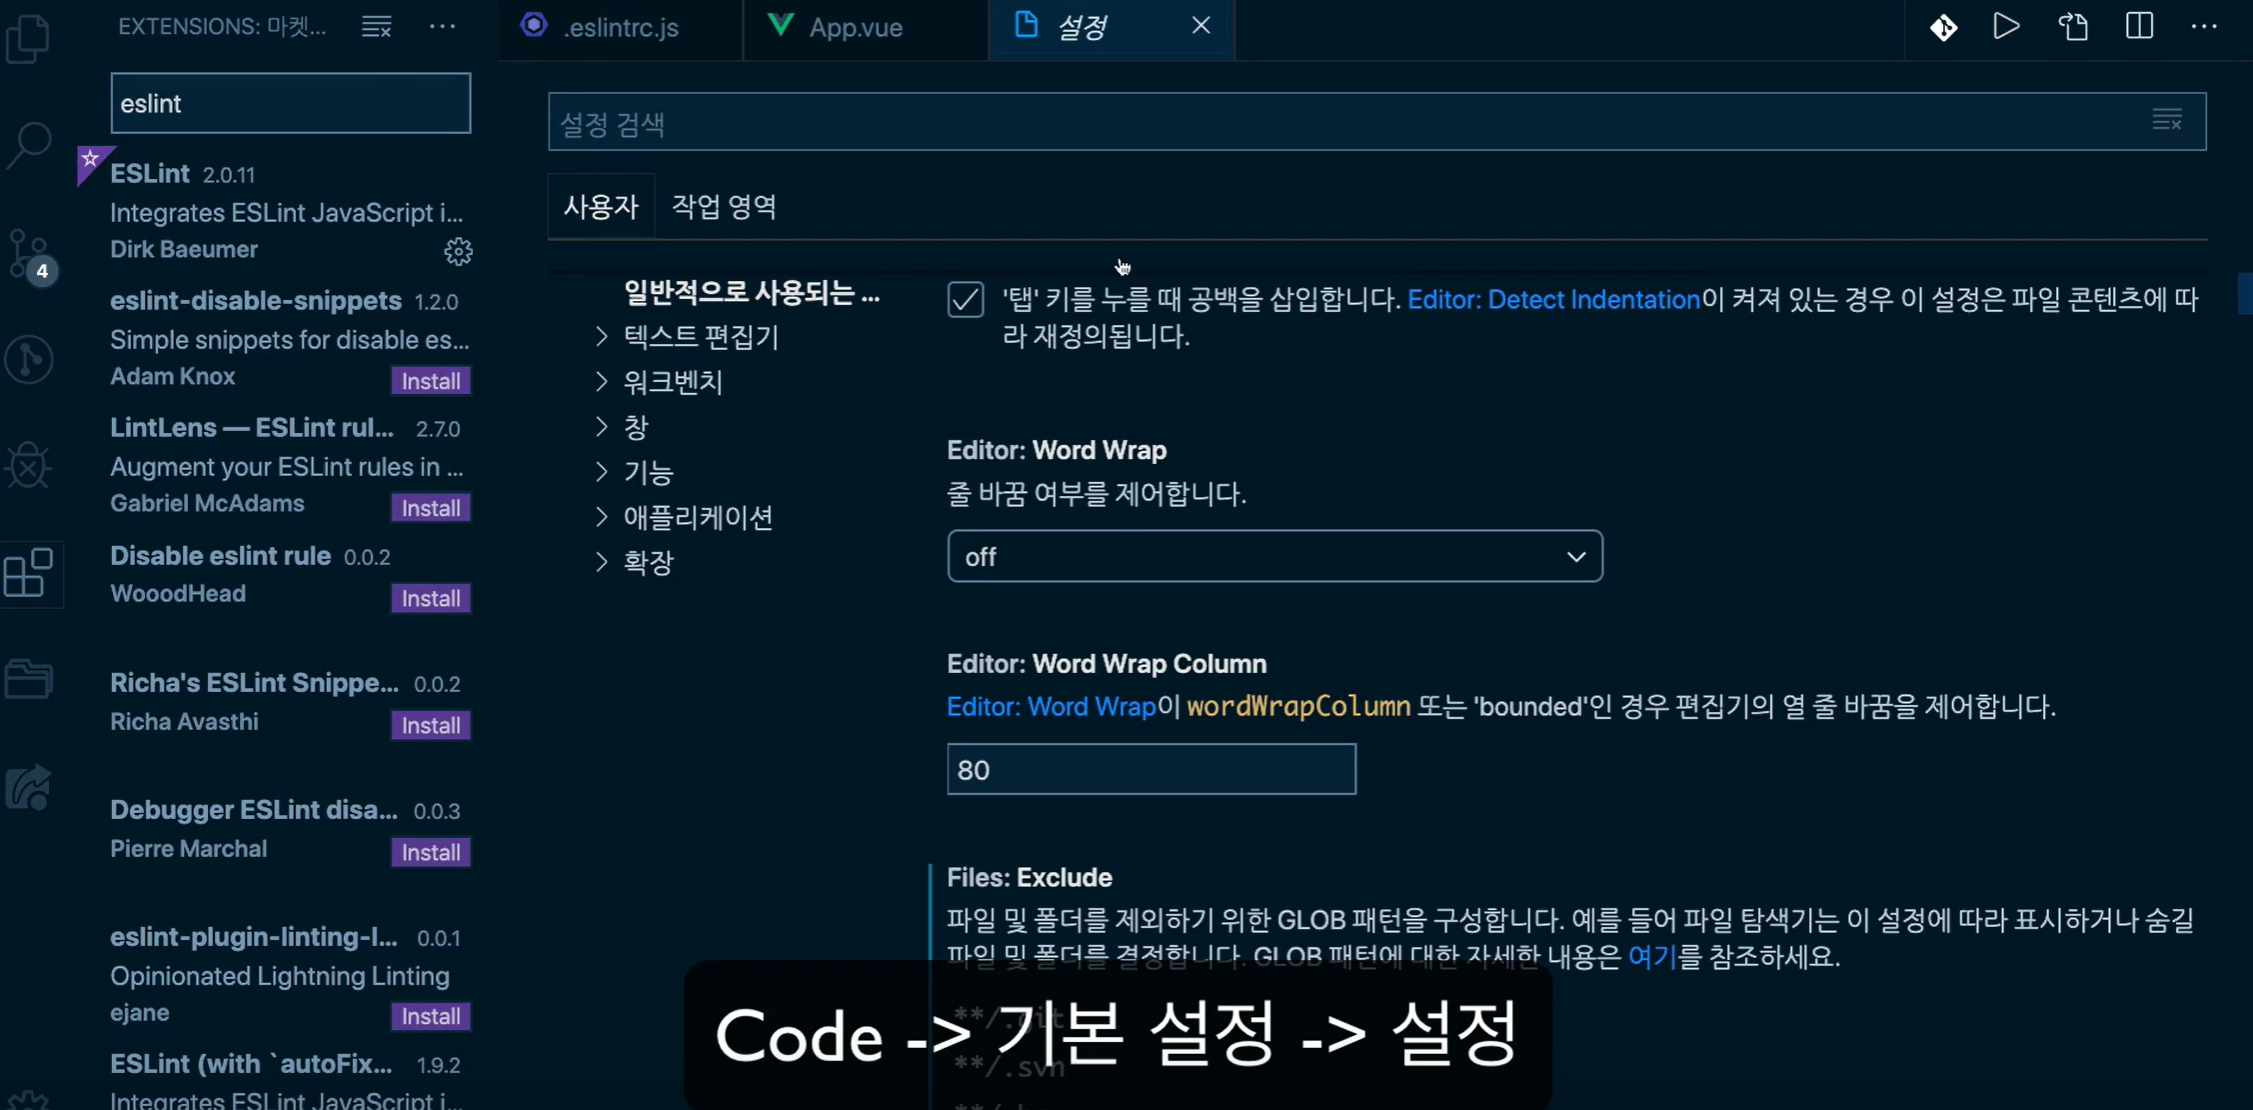 EXTENSIONS: 마켓...
.eslintrc.js
App.vue
설정
eslint
ESLint 2.0.11
Integrates ESLint JavaScript i...
Dirk Baeumer
4
eslint-disable-snippets 1.2.0
Simple snippets for disable es...
Adam Knox
Install
LintLens — ESLint rul... 2.7.0
Augment your ESLint rules in ...
Gabriel McAdams
Install
Disable eslint rule 0.0.2
WooodHead
Install
Richa's ESLint Snippe... 0.0.2
Richa Avasthi
Install
Debugger ESLint disa... 0.0.3
Pierre Marchal
Install
eslint-plugin-linting-l... 0.0.1
Opinionated Lightning Linting
ejane
Install
ESLint (with `autoFix... 1.9.2
Integrates ESLint JavaScript i...
설정 검색
사용자
작업 영역
일반적으로 사용되는 ...
텍스트 편집기
워크벤치
창
기능
애플리케이션
확장
'탭' 키를 누를 때 공백을 삽입합니다. Editor: Detect Indentation이 켜져 있는 경우 이 설정은 파일 콘텐츠에 따
라 재정의됩니다.
Editor: Word Wrap
줄 바꿈 여부를 제어합니다.
off
Editor: Word Wrap Column
Editor: Word Wrap이 wordWrapColumn 또는 'bounded'인 경우 편집기의 열 줄 바꿈을 제어합니다.
80
Files: Exclude
파일 및 폴더를 제외하기 위한 GLOB 패턴을 구성합니다. 예를 들어 파일 탐색기는 이 설정에 따라 표시하거나 숨길
파일 및 폴더를 결정합니다. GLOB 패턴에 대한 자세한 내용은 여기를 참조하세요.
**/.git
**/.svn
Code -> 기본 설정 -> 설정